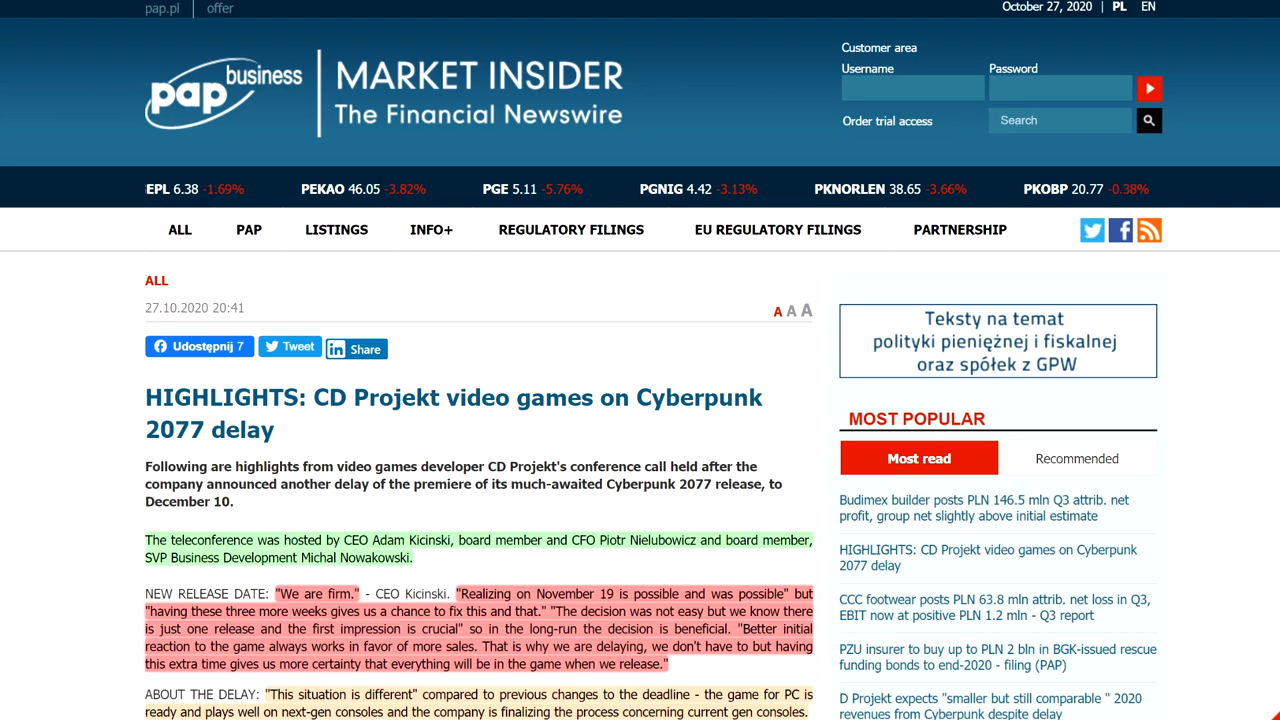 pap.pl
offer
October 27, 2020 | PL EN
pap business
MARKET INSIDER
The Financial Newswire
Customer area
Username
Password
Order trial access
Search
EPL 6.38 -1.69% PEKAO 46.05 -3.82% PGE 5.11 -5.76% PGNIG 4.42 -3.13% PKNORLEN 38.65 -3.66% PKOBP 20.77 -0.38%
ALL PAP LISTINGS INFO+ REGULATORY FILINGS EU REGULATORY FILINGS PARTNERSHIP
ALL
27.10.2020 20:41
A A A
Udostępnij 7
Tweet
in Share
HIGHLIGHTS: CD Projekt video games on Cyberpunk
2077 delay
Following are highlights from video games developer CD Projekt's conference call held after the
company announced another delay of the premiere of its much-awaited Cyberpunk 2077 release, to
December 10.
The teleconference was hosted by CEO Adam Kicinski, board member and CFO Piotr Nielubowicz and board member,
SVP Business Development Michal Nowakowski.
NEW RELEASE DATE: "We are firm." - CEO Kicinski. "Realizing on November 19 is possible and was possible" but
"having these three more weeks gives us a chance to fix this and that." "The decision was not easy but we know there
is just one release and the first impression is crucial" so in the long-run the decision is beneficial. "Better initial
reaction to the game always works in favor of more sales. That is why we are delaying, we don't have to but having
this extra time gives us more certainty that everything will be in the game when we release."
ABOUT THE DELAY: "This situation is different" compared to previous changes to the deadline - the game for PC is
ready and plays well on next-gen consoles and the company is finalizing the process concerning current gen consoles.
Teksty na temat
polityki pieniężnej i fiskalnej
oraz spółek z GPW
MOST POPULAR
Most read
Recommended
Budimex builder posts PLN 146.5 mln Q3 attrib. net
profit, group net slightly above initial estimate
HIGHLIGHTS: CD Projekt video games on Cyberpunk
2077 delay
CCC footwear posts PLN 63.8 mln attrib. net loss in Q3,
EBIT now at positive PLN 1.2 mln - Q3 report
PZU insurer to buy up to PLN 2 bln in BGK-issued rescue
funding bonds to end-2020 - filing (PAP)
D Projekt expects "smaller but still comparable " 2020
revenues from Cyberpunk despite delay